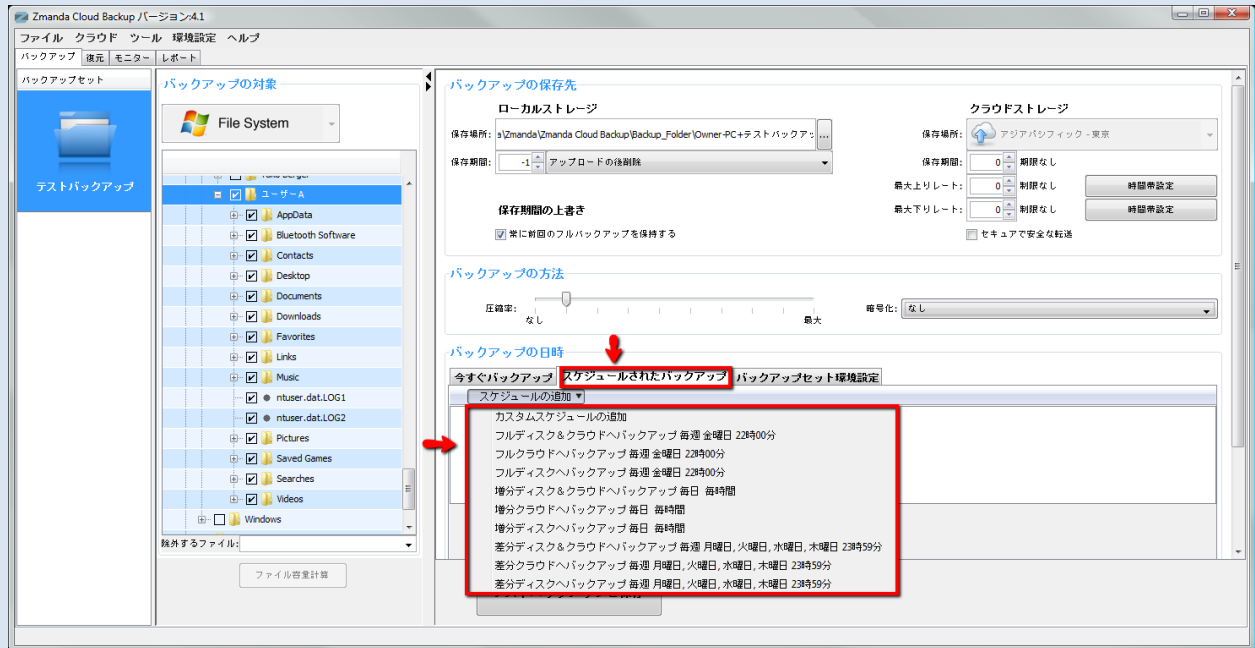 Zmanda Cloud Backup バージョン:4.1
ファイル クラウド ツール 環境設定 ヘルプ
バックアップ 復元 モニター レポート
バックアップセット
テストバックアップ
バックアップの対象
File System
ユーザーA
AppData
Bluetooth Software
Contacts
Desktop
Documents
Downloads
Favorites
Links
Music
ntuser.dat.LOG1
ntuser.dat.LOG2
Pictures
Saved Games
Searches
Videos
Windows
除外するファイル:
ファイル容量計算
バックアップの保存先
ローカルストレージ
保存場所: a\Zmanda\Zmanda Cloud Backup\Backup_Folder\Owner-PC+テストバックアッ ...
保存期間: -1 アップロードの後削除
保存期間の上書き
常に前回のフルバックアップを保持する
クラウドストレージ
保存場所: アジアパシフィック - 東京
保存期間: 0 期限なし
最大上りレート: 0 制限なし 時間帯設定
最大下りレート: 0 制限なし 時間帯設定
セキュアで安全な転送
バックアップの方法
圧縮率:
なし 最大
暗号化: なし
バックアップの日時
今すぐバックアップ スケジュールされたバックアップ バックアップセット環境設定
スケジュールの追加 ▼
カスタムスケジュールの追加
フルディスク&クラウドへバックアップ 毎週 金曜日 22時00分
フルクラウドへバックアップ 毎週 金曜日 22時00分
フルディスクへバックアップ 毎週 金曜日 22時00分
増分ディスク&クラウドへバックアップ 毎日 毎時間
増分クラウドへバックアップ 毎日 毎時間
増分ディスクへバックアップ 毎日 毎時間
差分ディスク&クラウドへバックアップ 毎週 月曜日, 火曜日, 水曜日, 木曜日 23時59分
差分クラウドへバックアップ 毎週 月曜日, 火曜日, 水曜日, 木曜日 23時59分
差分ディスクへバックアップ 毎週 月曜日, 火曜日, 水曜日, 木曜日 23時59分